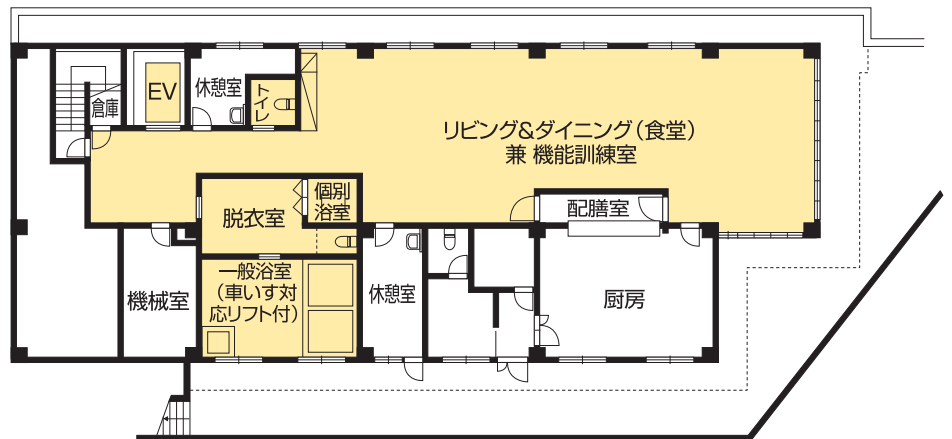 倉庫
EV
休憩室
トイレ
リビング&ダイニング(食堂)
兼 機能訓練室
脱衣室
個別
浴室
配膳室
機械室
一般浴室
(車いす対
応リフト付)
休憩室
厨房